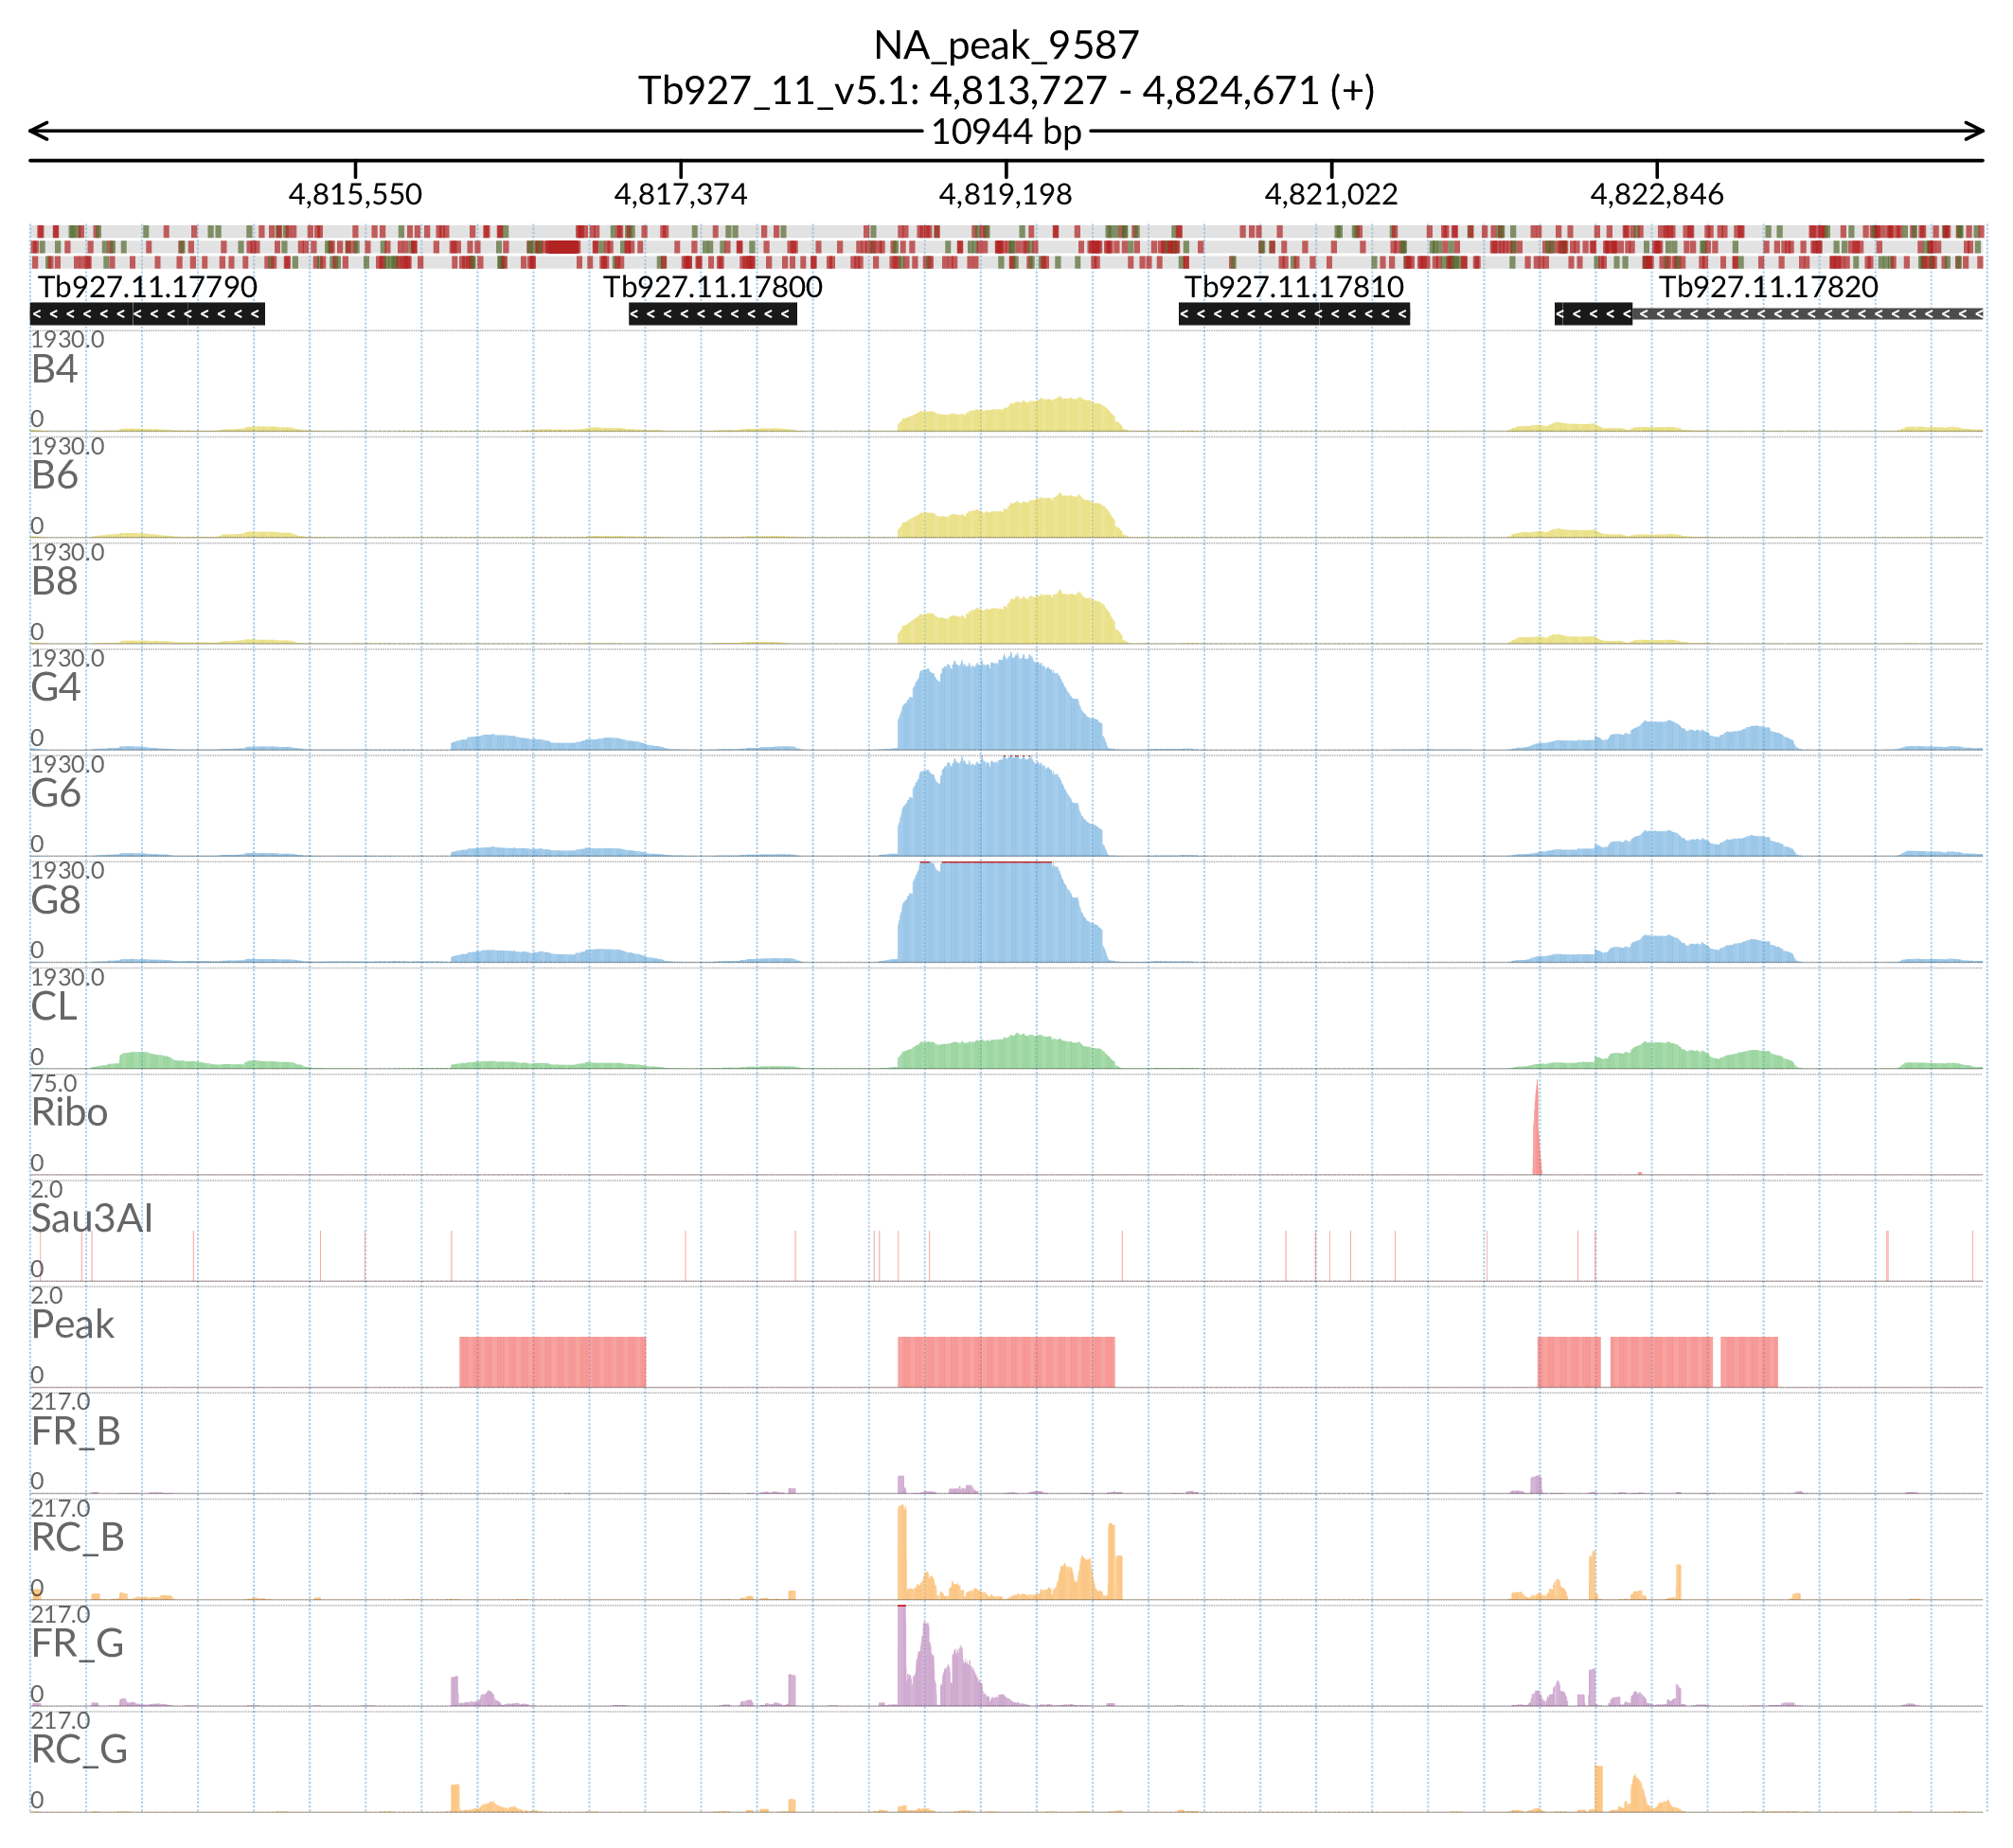 NA_peak_9587
Tb927_11_v5.1: 4,813,727 - 4,824,671 (+)
10944 bp
4,815,550 4,817,374 4,819,198 4,821,022 4,822,846
Tb927.11.17790 Tb927.11.17800 Tb927.11.17810 Tb927.11.17820
1930.0
B4
0
1930.0
B6
0
1930.0
B8
0
1930.0
G4
0
1930.0
G6
0
1930.0
G8
0
1930.0
CL
0
75.0
Ribo
0
2.0
Sau3AI
0
2.0
Peak
0
217.0
FR_B
0
217.0
RC_B
0
217.0
FR_G
0
217.0
RC_G
0